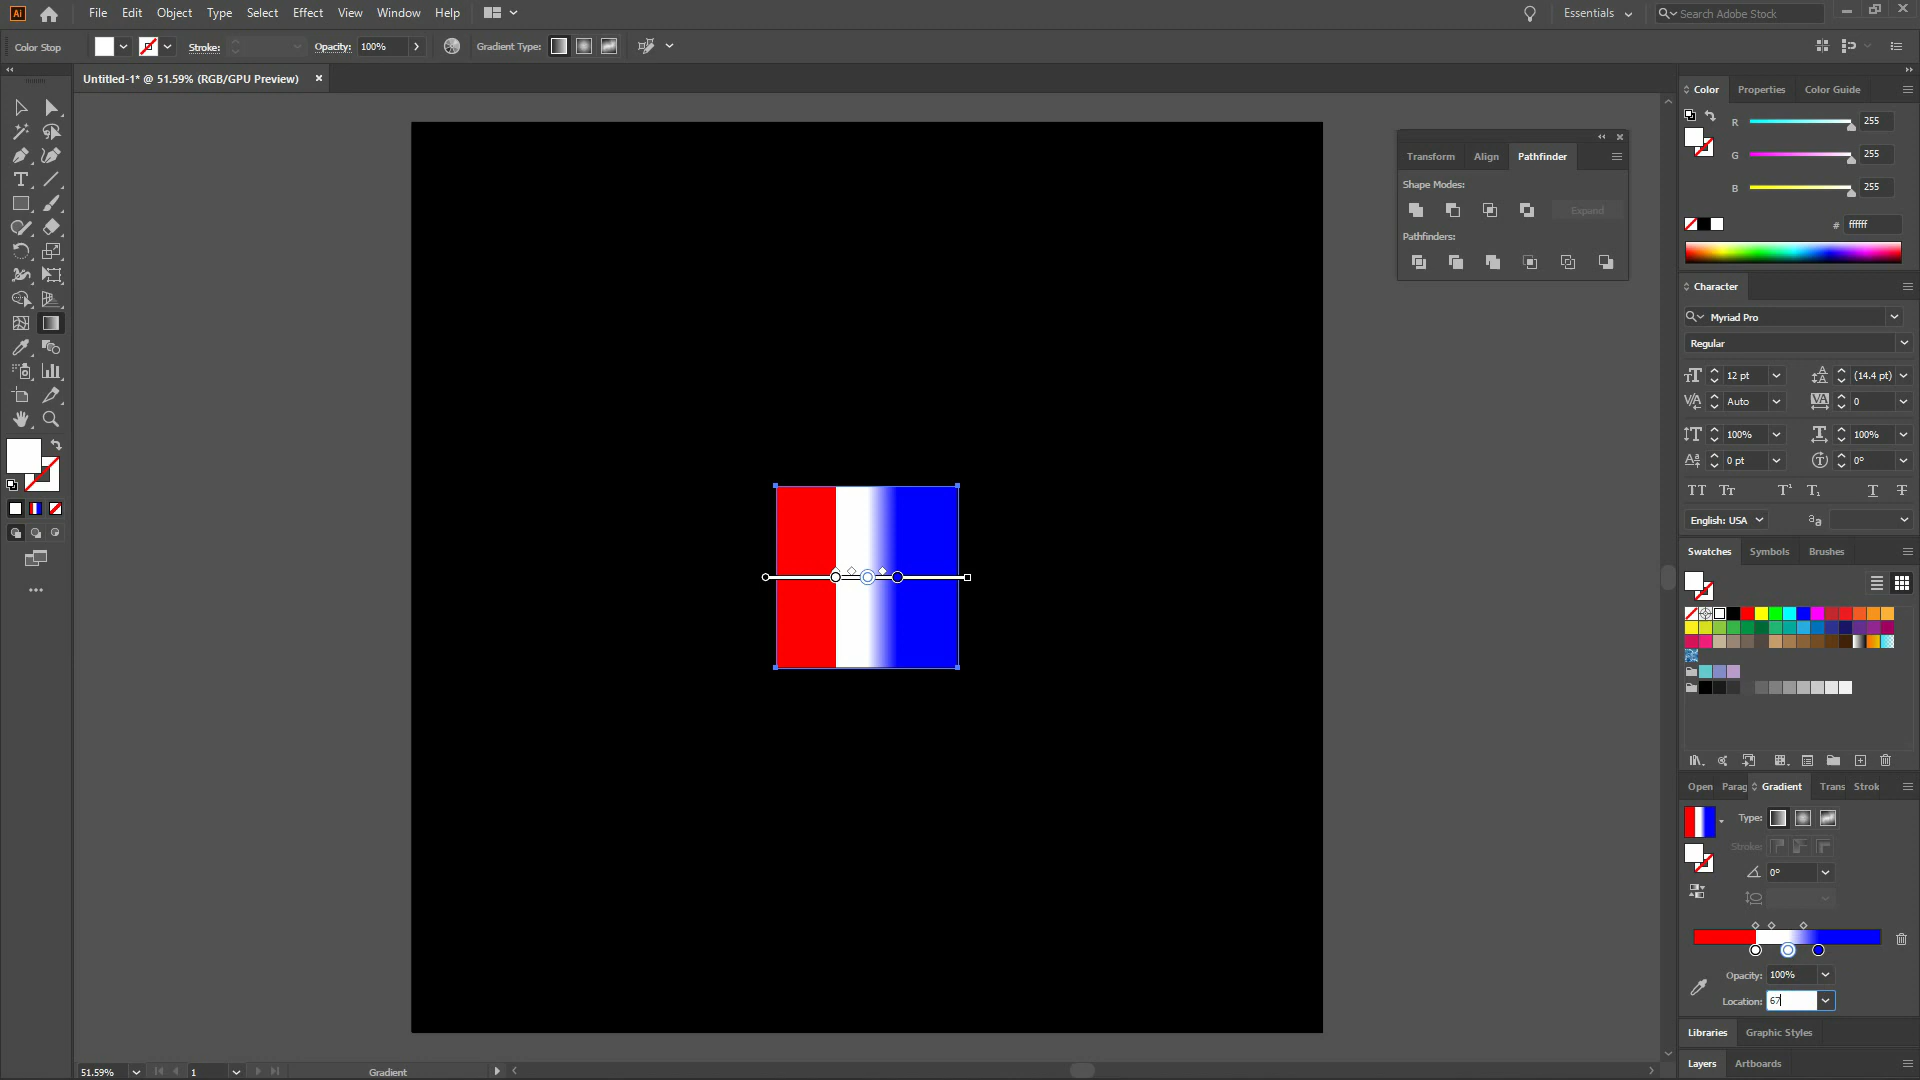 Ai File Edit Object Type Select Effect View Window Help Essentials Search Adobe Stock
Color Stop Stroke: Opacity: 100% Gradient Type:
Untitled-1* @ 51.59% (RGB/GPU Preview)
Color Properties Color Guide
R 255
G 255
B 255
# ffffff
Transform Align Pathfinder
Shape Modes:
Expand
Pathfinders:
Character
Myriad Pro
Regular
12 pt (14.4 pt)
Auto 0
100% 100%
0 pt 0°
English: USA
Swatches Symbols Brushes
Open Parag Gradient Trans Strok
Type:
Stroke:
0°
Opacity: 100%
Location: 67
Libraries Graphic Styles
Layers Artboards
51.59% 1 Gradient